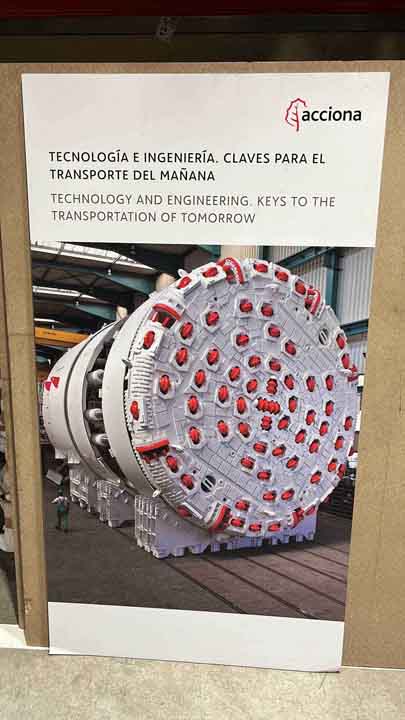 acciona
TECNOLOGÍA E INGENIERÍA. CLAVES PARA EL
TRANSPORTE DEL MAÑANA
TECHNOLOGY AND ENGINEERING. KEYS TO THE
TRANSPORTATION OF TOMORROW